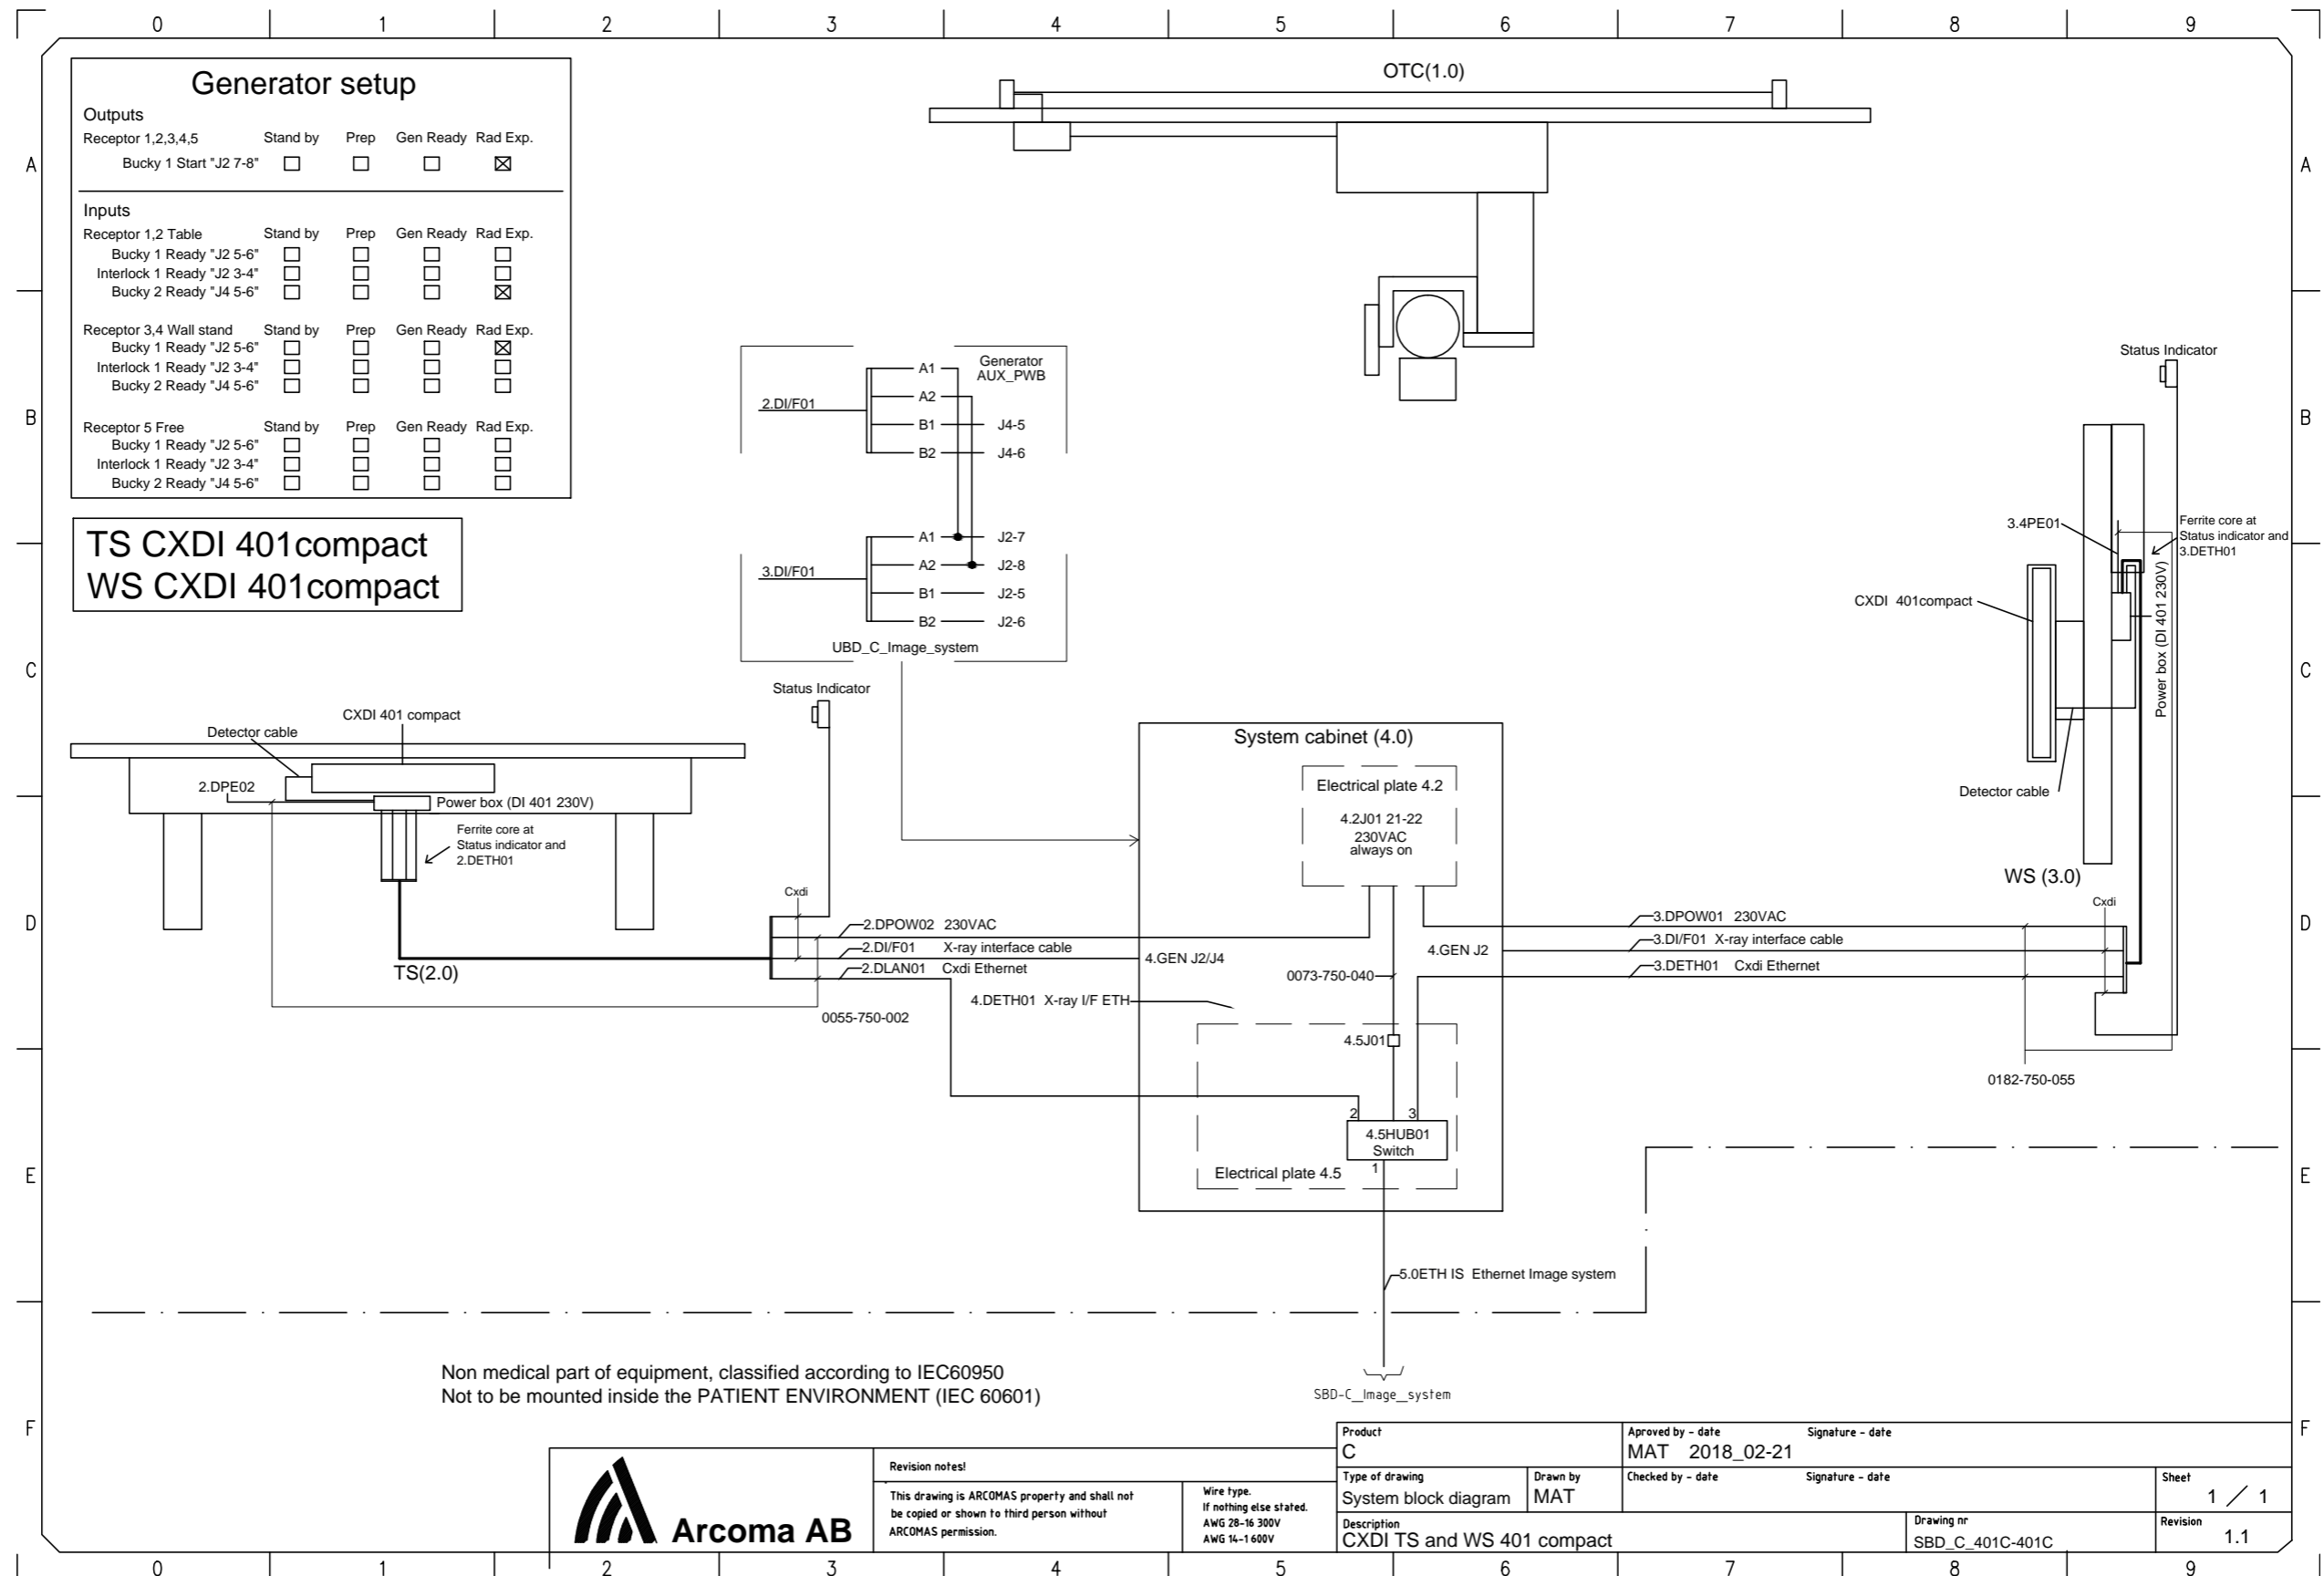 0 1 2 3 4 5 6 7 8 9
A
B
C
D
E
F
A
B
C
D
E
F
Generator setup
Outputs
Receptor 1,2,3,4,5 Stand by Prep Gen Ready Rad Exp.
Bucky 1 Start "J2 7-8"
Inputs
Receptor 1,2 Table Stand by Prep Gen Ready Rad Exp.
Bucky 1 Ready "J2 5-6"
Interlock 1 Ready "J2 3-4"
Bucky 2 Ready "J4 5-6"
Receptor 3,4 Wall stand Stand by Prep Gen Ready Rad Exp.
Bucky 1 Ready "J2 5-6"
Interlock 1 Ready "J2 3-4"
Bucky 2 Ready "J4 5-6"
Receptor 5 Free Stand by Prep Gen Ready Rad Exp.
Bucky 1 Ready "J2 5-6"
Interlock 1 Ready "J2 3-4"
Bucky 2 Ready "J4 5-6"
TS CXDI 401compact
WS CXDI 401compact
OTC(1.0)
Generator
AUX_PWB
2.DI/F01
A1
A2
B1 J4-5
B2 J4-6
3.DI/F01
A1 J2-7
A2 J2-8
B1 J2-5
B2 J2-6
UBD_C_Image_system
Status Indicator
3.4PE01
Ferrite core at
Status indicator and
3.DETH01
Power box (DI 401 230V)
CXDI 401compact
Detector cable
WS (3.0)
Status Indicator
CXDI 401 compact
Detector cable
2.DPE02
Power box (DI 401 230V)
Ferrite core at
Status indicator and
2.DETH01
TS(2.0)
System cabinet (4.0)
Electrical plate 4.2
4.2J01 21-22
230VAC
always on
Cxdi
2.DPOW02 230VAC
2.DI/F01 X-ray interface cable
2.DLAN01 Cxdi Ethernet
4.GEN J2/J4
4.GEN J2
0073-750-040
4.DETH01 X-ray I/F ETH
0055-750-002
4.5J01
2 3
4.5HUB01
Switch
1
Electrical plate 4.5
3.DPOW01 230VAC
3.DI/F01 X-ray interface cable
3.DETH01 Cxdi Ethernet
Cxdi
0182-750-055
5.0ETH IS Ethernet Image system
SBD-C_Image_system
Non medical part of equipment, classified according to IEC60950
Not to be mounted inside the PATIENT ENVIRONMENT (IEC 60601)
Arcoma AB
Revision notes!
This drawing is ARCOMAS property and shall not
be copied or shown to third person without
ARCOMAS permission.
Wire type.
If nothing else stated.
AWG 28-16 300V
AWG 14-1 600V
Product
C
Aproved by - date Signature - date
MAT 2018_02-21
Type of drawing
System block diagram
Drawn by
MAT
Checked by - date Signature - date
Sheet
1 / 1
Description
CXDI TS and WS 401 compact
Drawing nr
SBD_C_401C-401C
Revision
1.1
0 1 2 3 4 5 6 7 8 9